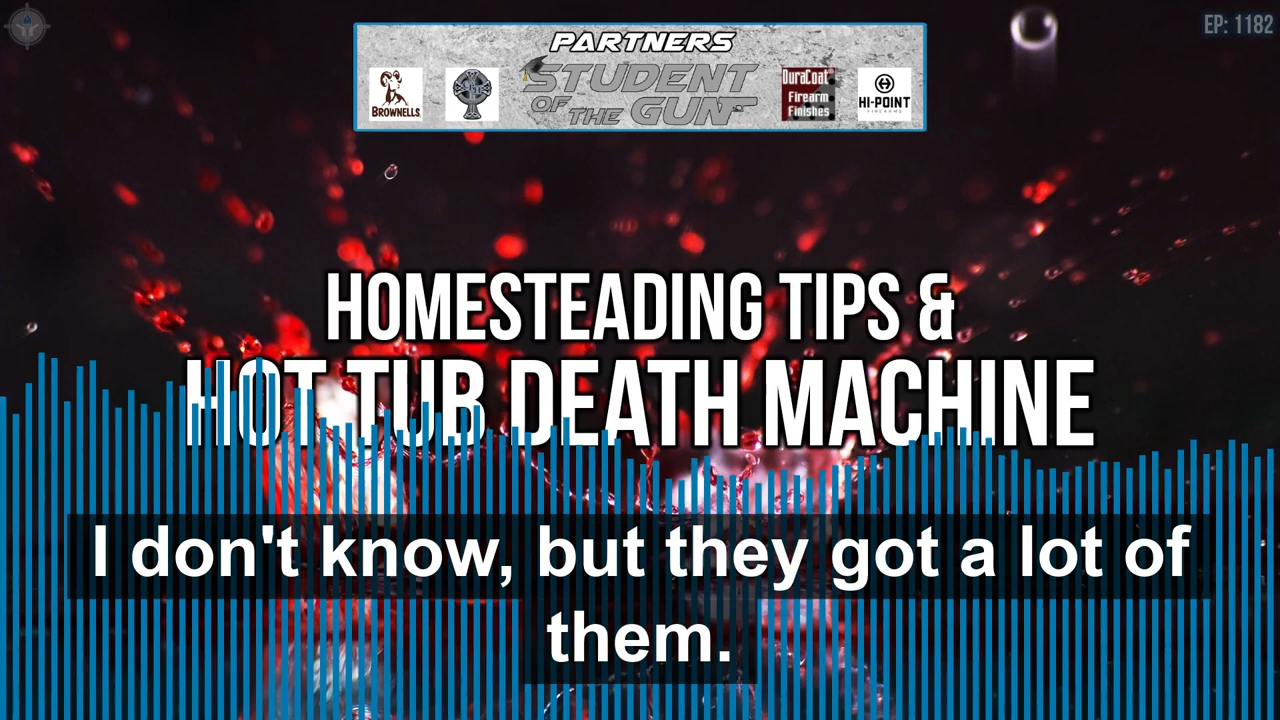 EP: 1182
PARTNERS
BROWNELLS
STUDENT
OF THE GUN
DuraCoat
Firearm
Finishes
HI-POINT
FIREARMS
HOMESTEADING TIPS &
HOT TUB DEATH MACHINE
I don't know, but they got a lot of
them.